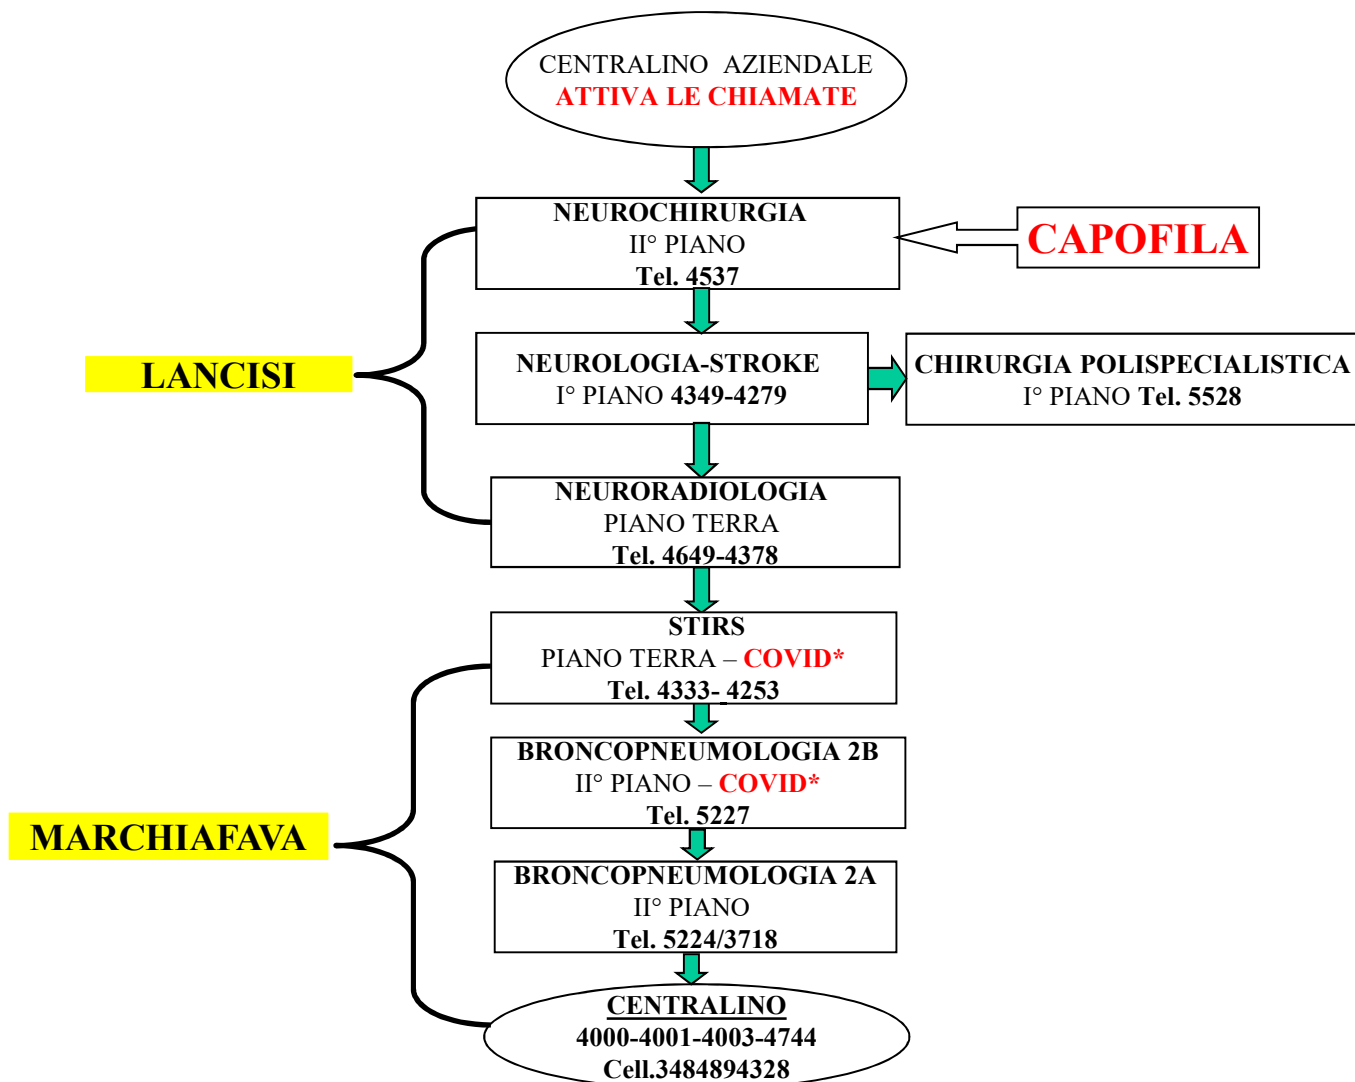 CENTRALINO AZIENDALE
ATTIVA LE CHIAMATE
NEUROCHIRURGIA
II° PIANO
Tel. 4537
CAPOFILA
LANCISI
NEUROLOGIA-STROKE
I° PIANO 4349-4279
CHIRURGIA POLISPECIALISTICA
I° PIANO Tel. 5528
NEURORADIOLOGIA
PIANO TERRA
Tel. 4649-4378
STIRS
PIANO TERRA – COVID*
Tel. 4333- 4253
BRONCOPNEUMOLOGIA 2B
II° PIANO – COVID*
Tel. 5227
MARCHIAFAVA
BRONCOPNEUMOLOGIA 2A
II° PIANO
Tel. 5224/3718
CENTRALINO
4000-4001-4003-4744
Cell.3484894328